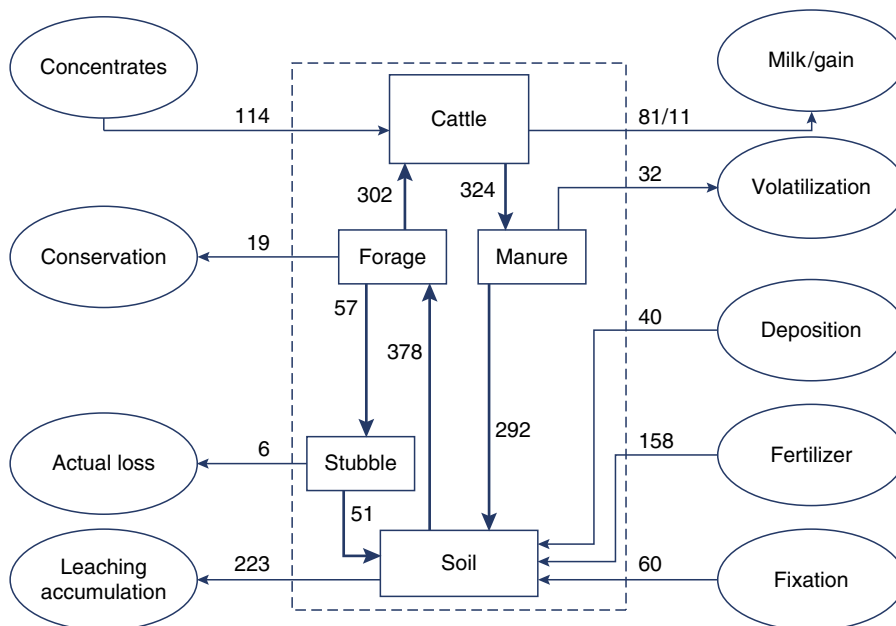 Concentrates
114
Cattle
81/11
Milk/gain
302
324
32
Volatilization
Conservation
19
Forage
Manure
57
378
40
Deposition
292
Actual loss
6
Stubble
158
Fertilizer
51
Leaching
accumulation
223
Soil
60
Fixation